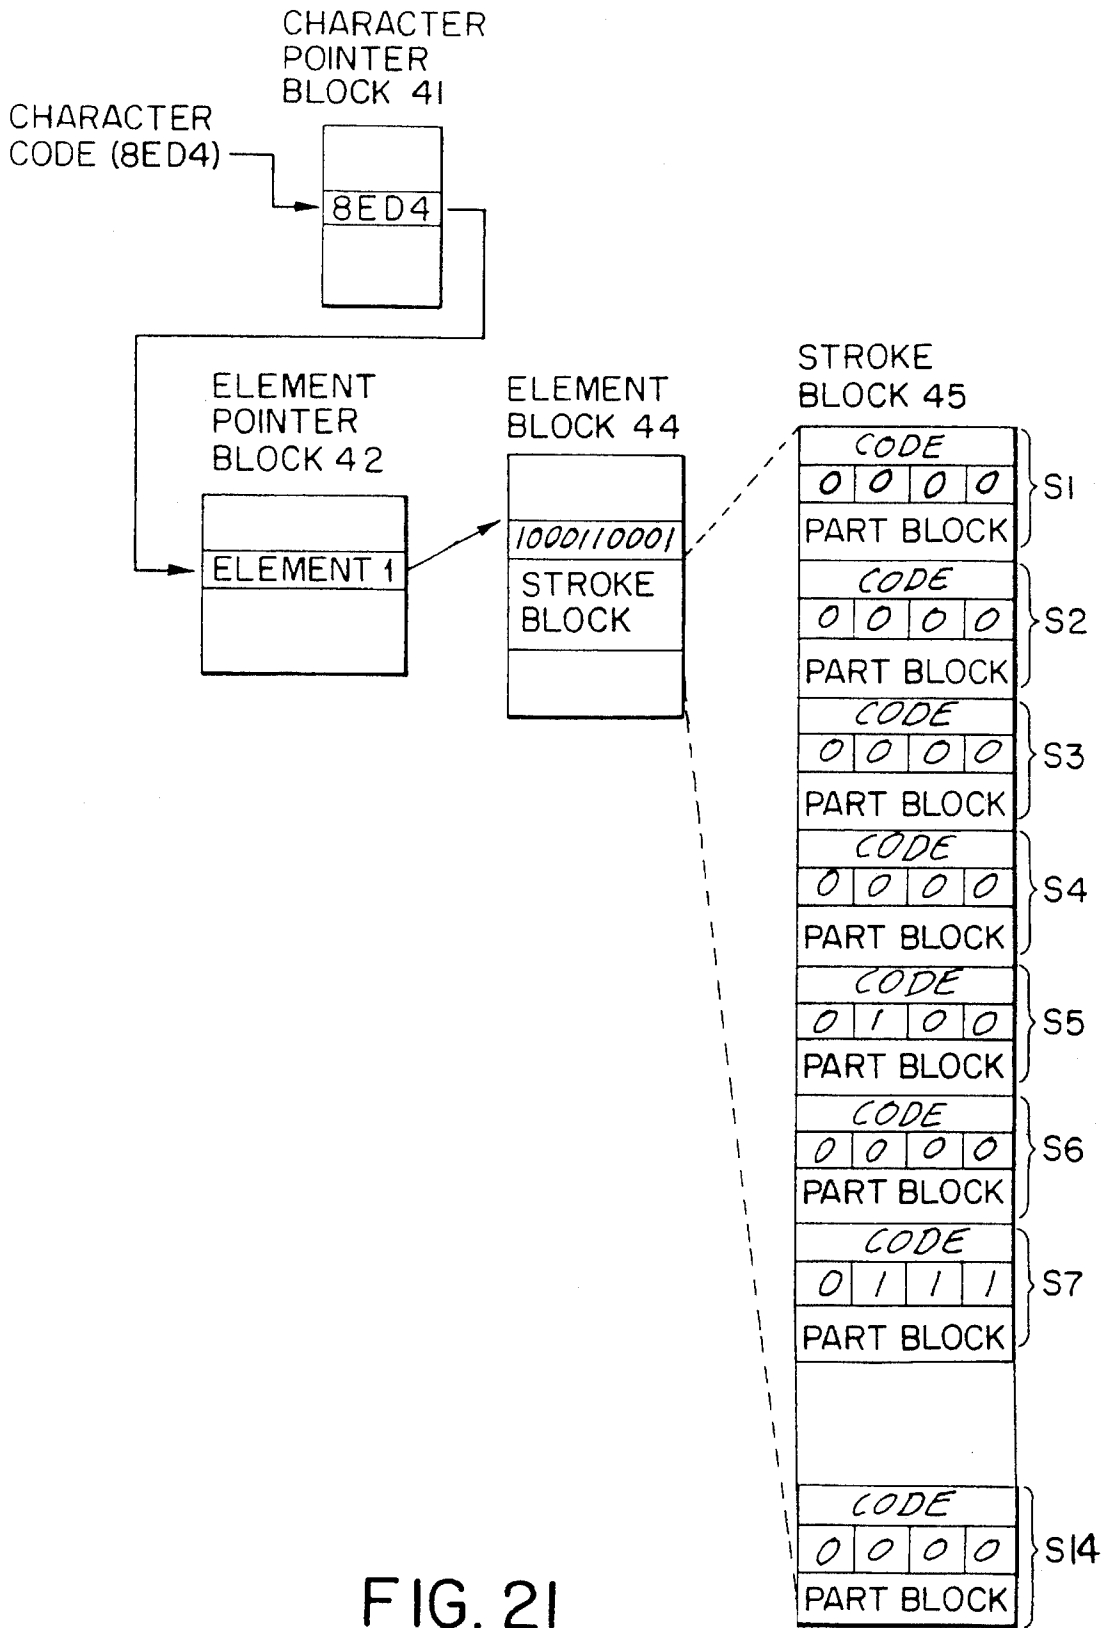 CHARACTER
POINTER
BLOCK 41
CHARACTER
CODE (8ED4)
8ED4
ELEMENT
POINTER
BLOCK 42
ELEMENT 1
ELEMENT
BLOCK 44
1000110001
STROKE
BLOCK
STROKE
BLOCK 45
CODE
0 0 0 0
PART BLOCK
S1
CODE
0 0 0 0
PART BLOCK
S2
CODE
0 0 0 0
PART BLOCK
S3
CODE
0 0 0 0
PART BLOCK
S4
CODE
0 1 0 0
PART BLOCK
S5
CODE
0 0 0 0
PART BLOCK
S6
CODE
0 1 1 1
PART BLOCK
S7
CODE
0 0 0 0
PART BLOCK
S14
FIG. 21